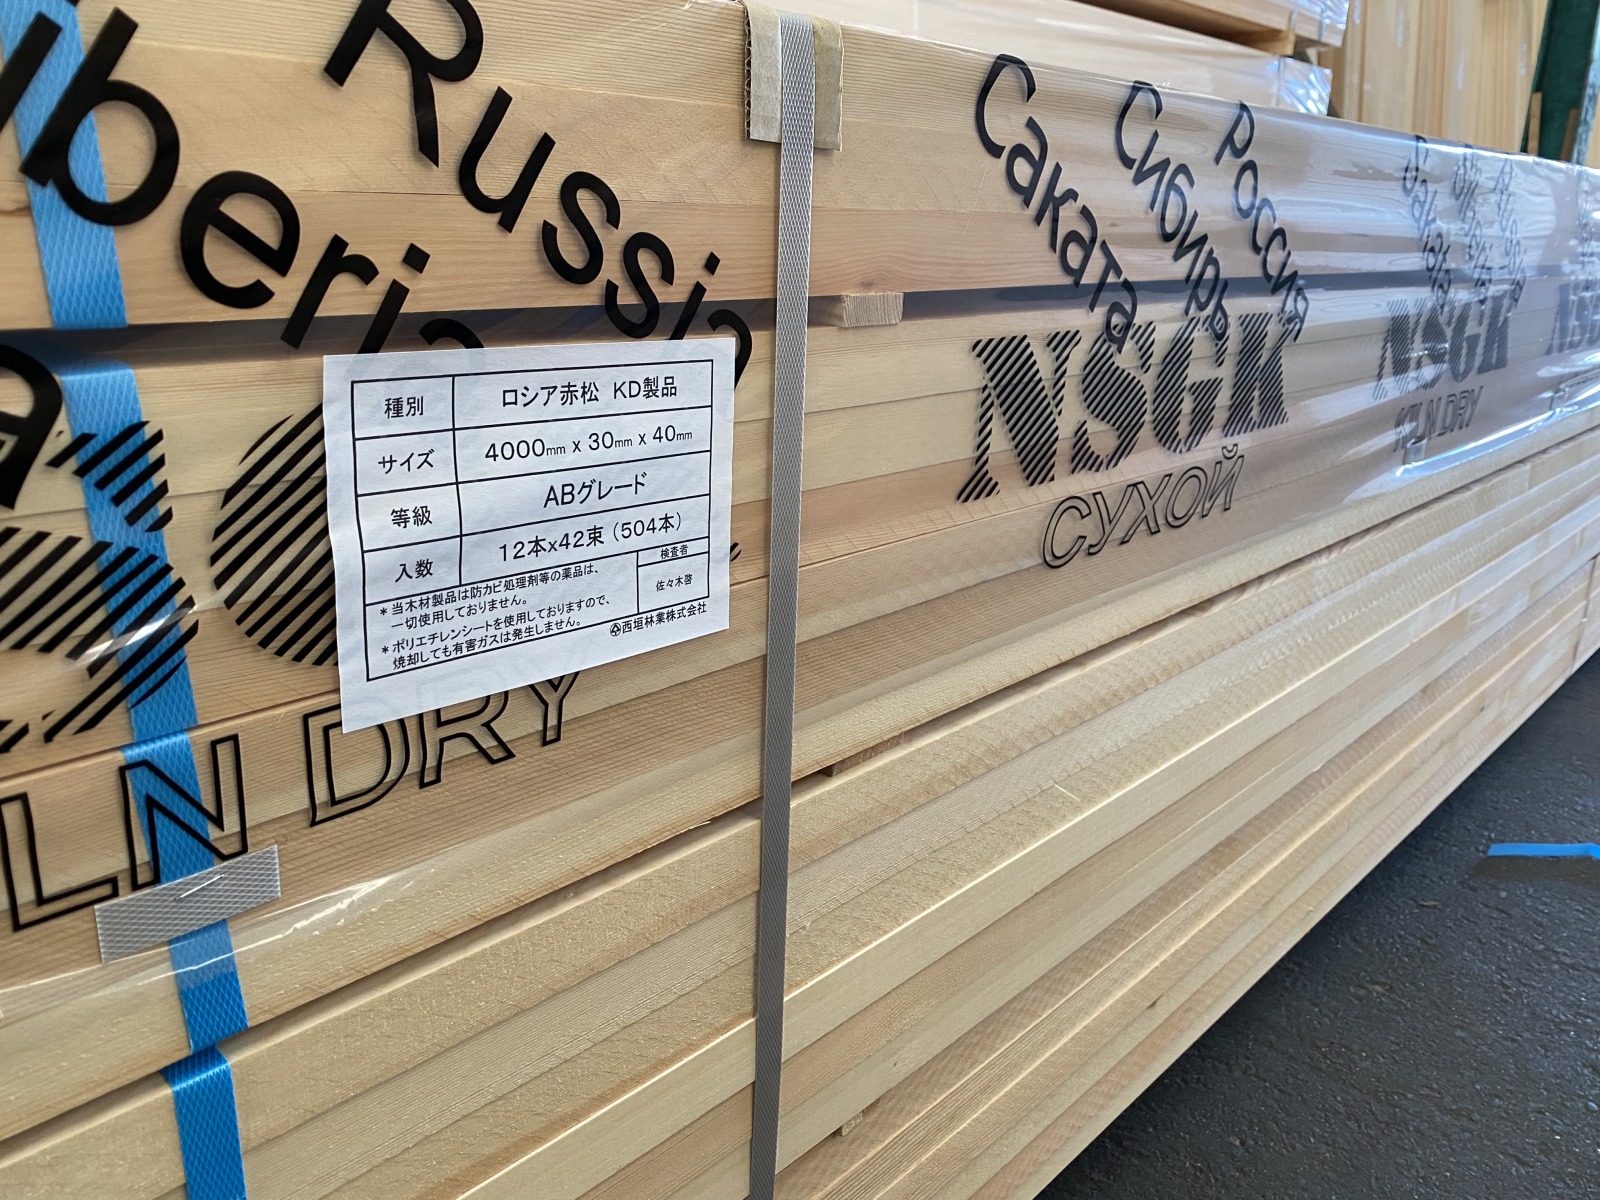 Siberia
Russia
LN DRY
種別 ロシア赤松 KD製品
サイズ 4000mm x 30mm x 40mm
等級 ABグレード
入数 12本x42束（504本）
＊当木材製品は防カビ処理剤等の薬品は、
一切使用しておりません。
＊ポリエチレンシートを使用しておりますので、
焼却しても有害ガスは発生しません。
検査者
佐々木啓
西垣林業株式会社
Саката
Сибирь
Россия
NSGK
СУХОЙ
Sakata
Russia
NSGK
KILN DRY